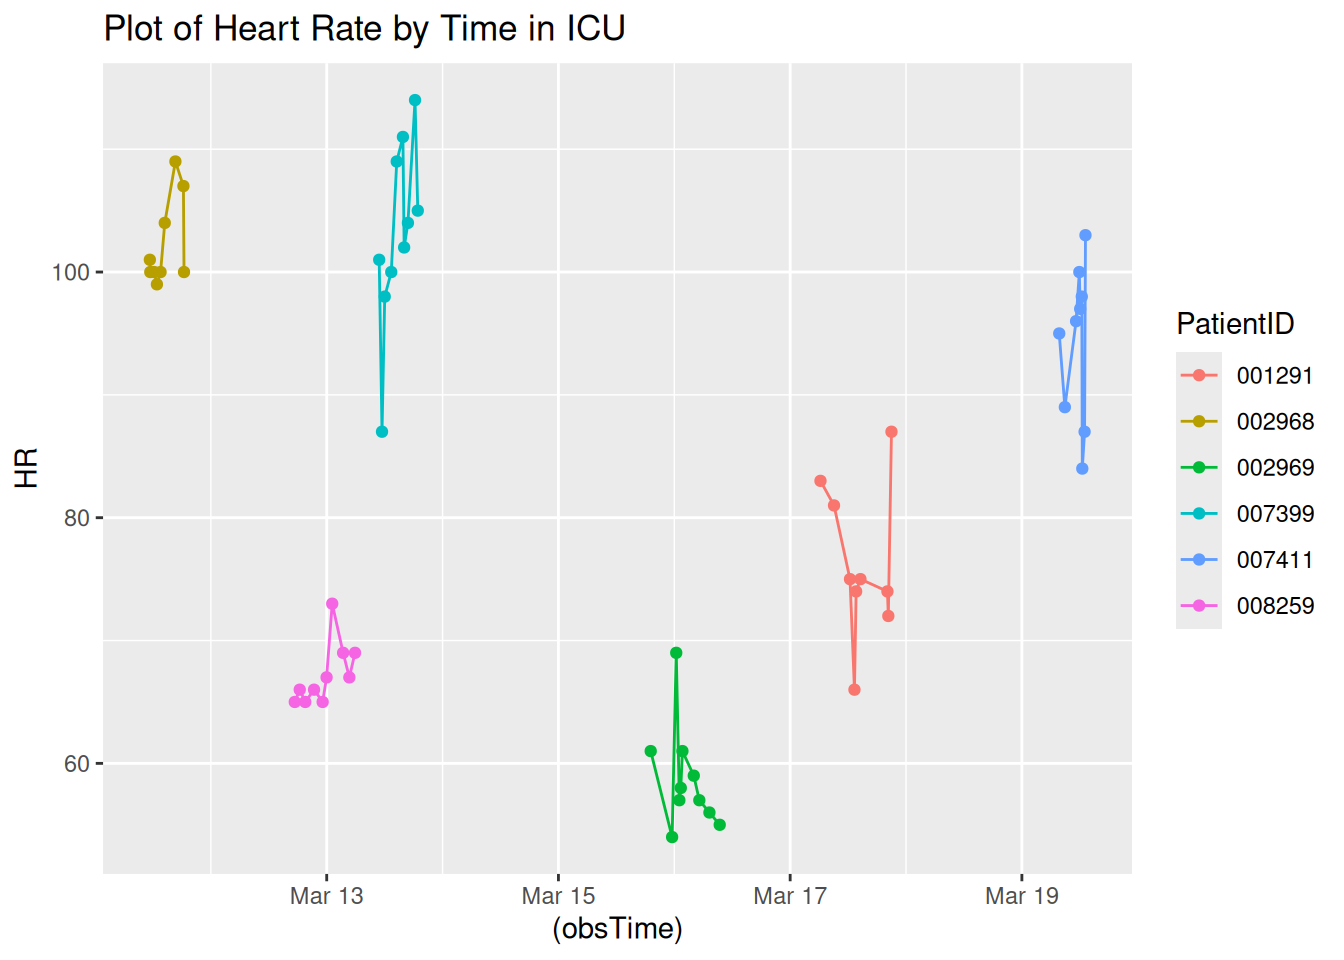 Plot of Heart Rate by Time in ICU
HR
100
80
60
Mar 13
Mar 15
Mar 17
Mar 19
(obsTime)
PatientID
001291
002968
002969
007399
007411
008259